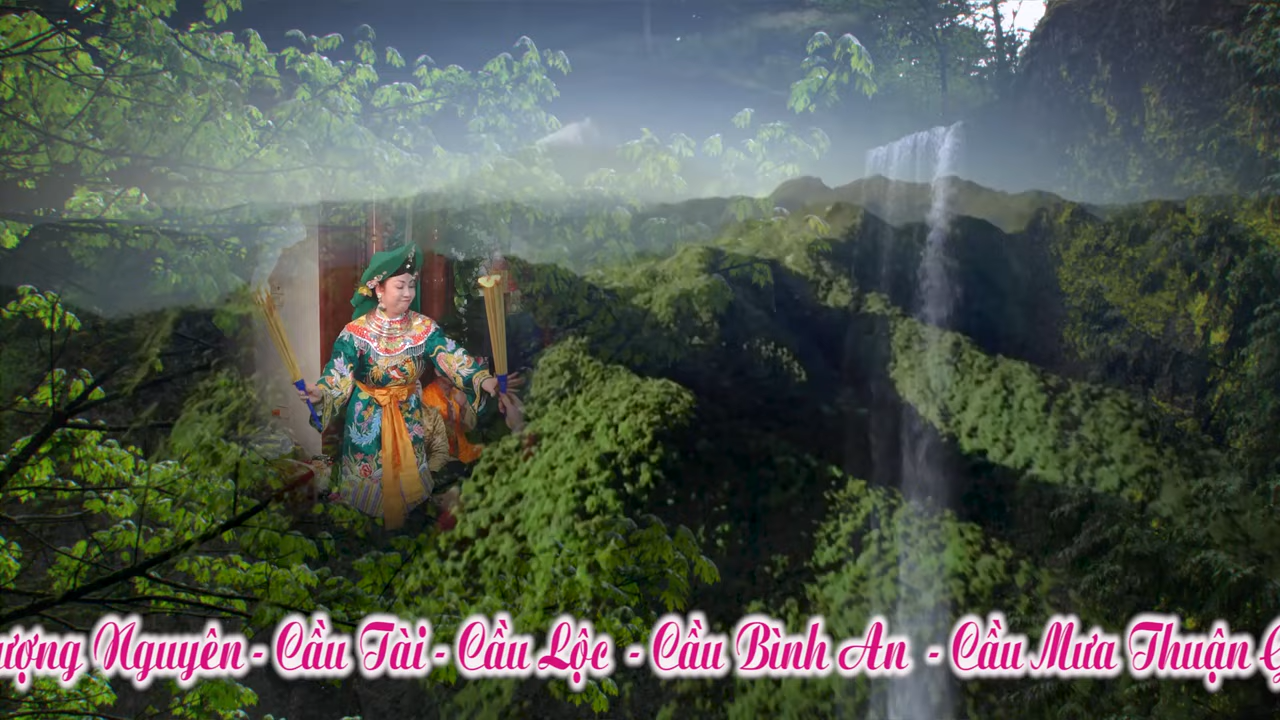 Nguyên - Cầu Tài - Cầu Lộc - Cầu Bình An - Cầu Mưa Thuận